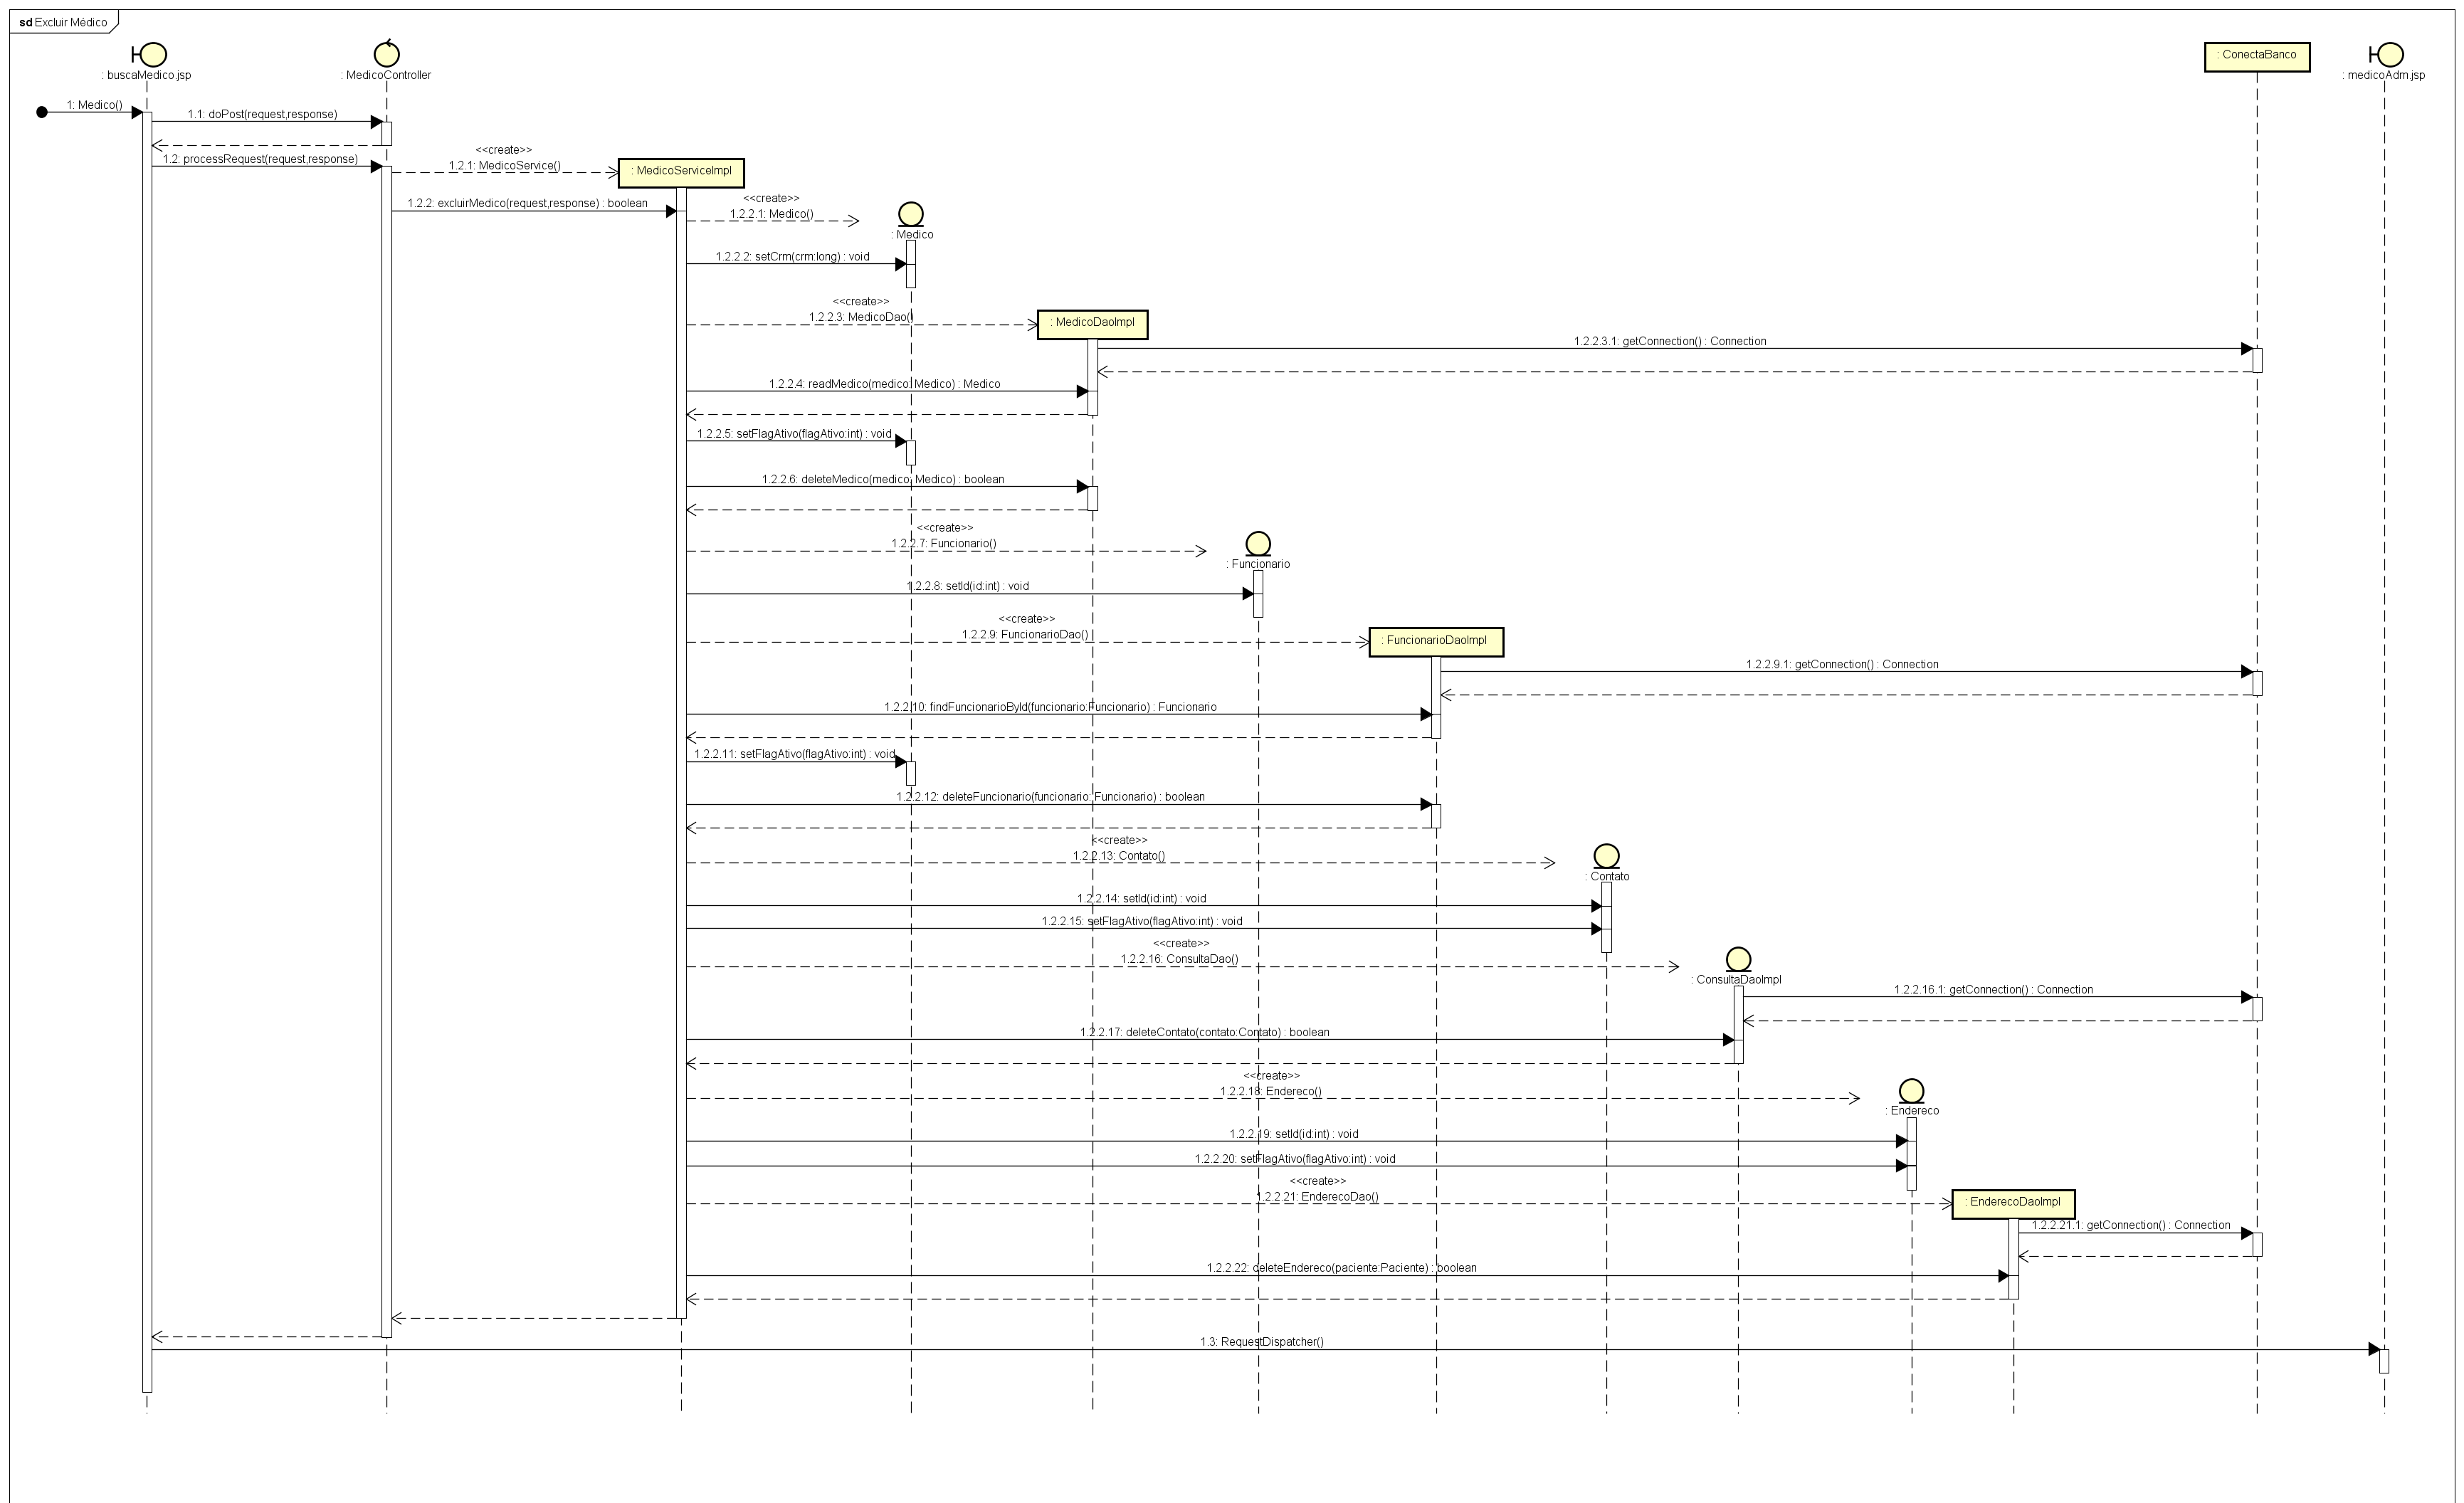 sd Excluir Médico
: buscaMedico.jsp
: MedicoController
: ConectaBanco
: medicoAdm.jsp
1: Medico()
1.1: doPost(request,response)
<<create>>
1.2: processRequest(request,response)
1.2.1: MedicoService()
: MedicoServiceImpl
<<create>>
1.2.2: excluirMedico(request,response) : boolean
1.2.2.1: Medico()
: Medico
1.2.2.2: setCrm(crm:long) : void
<<create>>
1.2.2.3: MedicoDao()
: MedicoDaoImpl
1.2.2.3.1: getConnection() : Connection
1.2.2.4: readMedico(medico: Medico) : Medico
1.2.2.5: setFlagAtivo(flagAtivo:int) : void
1.2.2.6: deleteMedico(medico: Medico) : boolean
<<create>>
1.2.2.7: Funcionario()
: Funcionario
1.2.2.8: setId(id:int) : void
<<create>>
1.2.2.9: FuncionarioDao()
: FuncionarioDaoImpl
1.2.2.9.1: getConnection() : Connection
1.2.2.10: findFuncionarioById(funcionario:Funcionario) : Funcionario
1.2.2.11: setFlagAtivo(flagAtivo:int) : void
1.2.2.12: deleteFuncionario(funcionario: Funcionario) : boolean
<<create>>
1.2.2.13: Contato()
: Contato
1.2.2.14: setId(id:int) : void
1.2.2.15: setFlagAtivo(flagAtivo:int) : void
<<create>>
1.2.2.16: ConsultaDao()
: ConsultaDaoImpl
1.2.2.16.1: getConnection() : Connection
1.2.2.17: deleteContato(contato:Contato) : boolean
<<create>>
1.2.2.18: Endereco()
: Endereco
1.2.2.19: setId(id:int) : void
1.2.2.20: setFlagAtivo(flagAtivo:int) : void
<<create>>
1.2.2.21: EnderecoDao()
: EnderecoDaoImpl
1.2.2.21.1: getConnection() : Connection
1.2.2.22: deleteEndereco(paciente:Paciente) : boolean
1.3: RequestDispatcher()